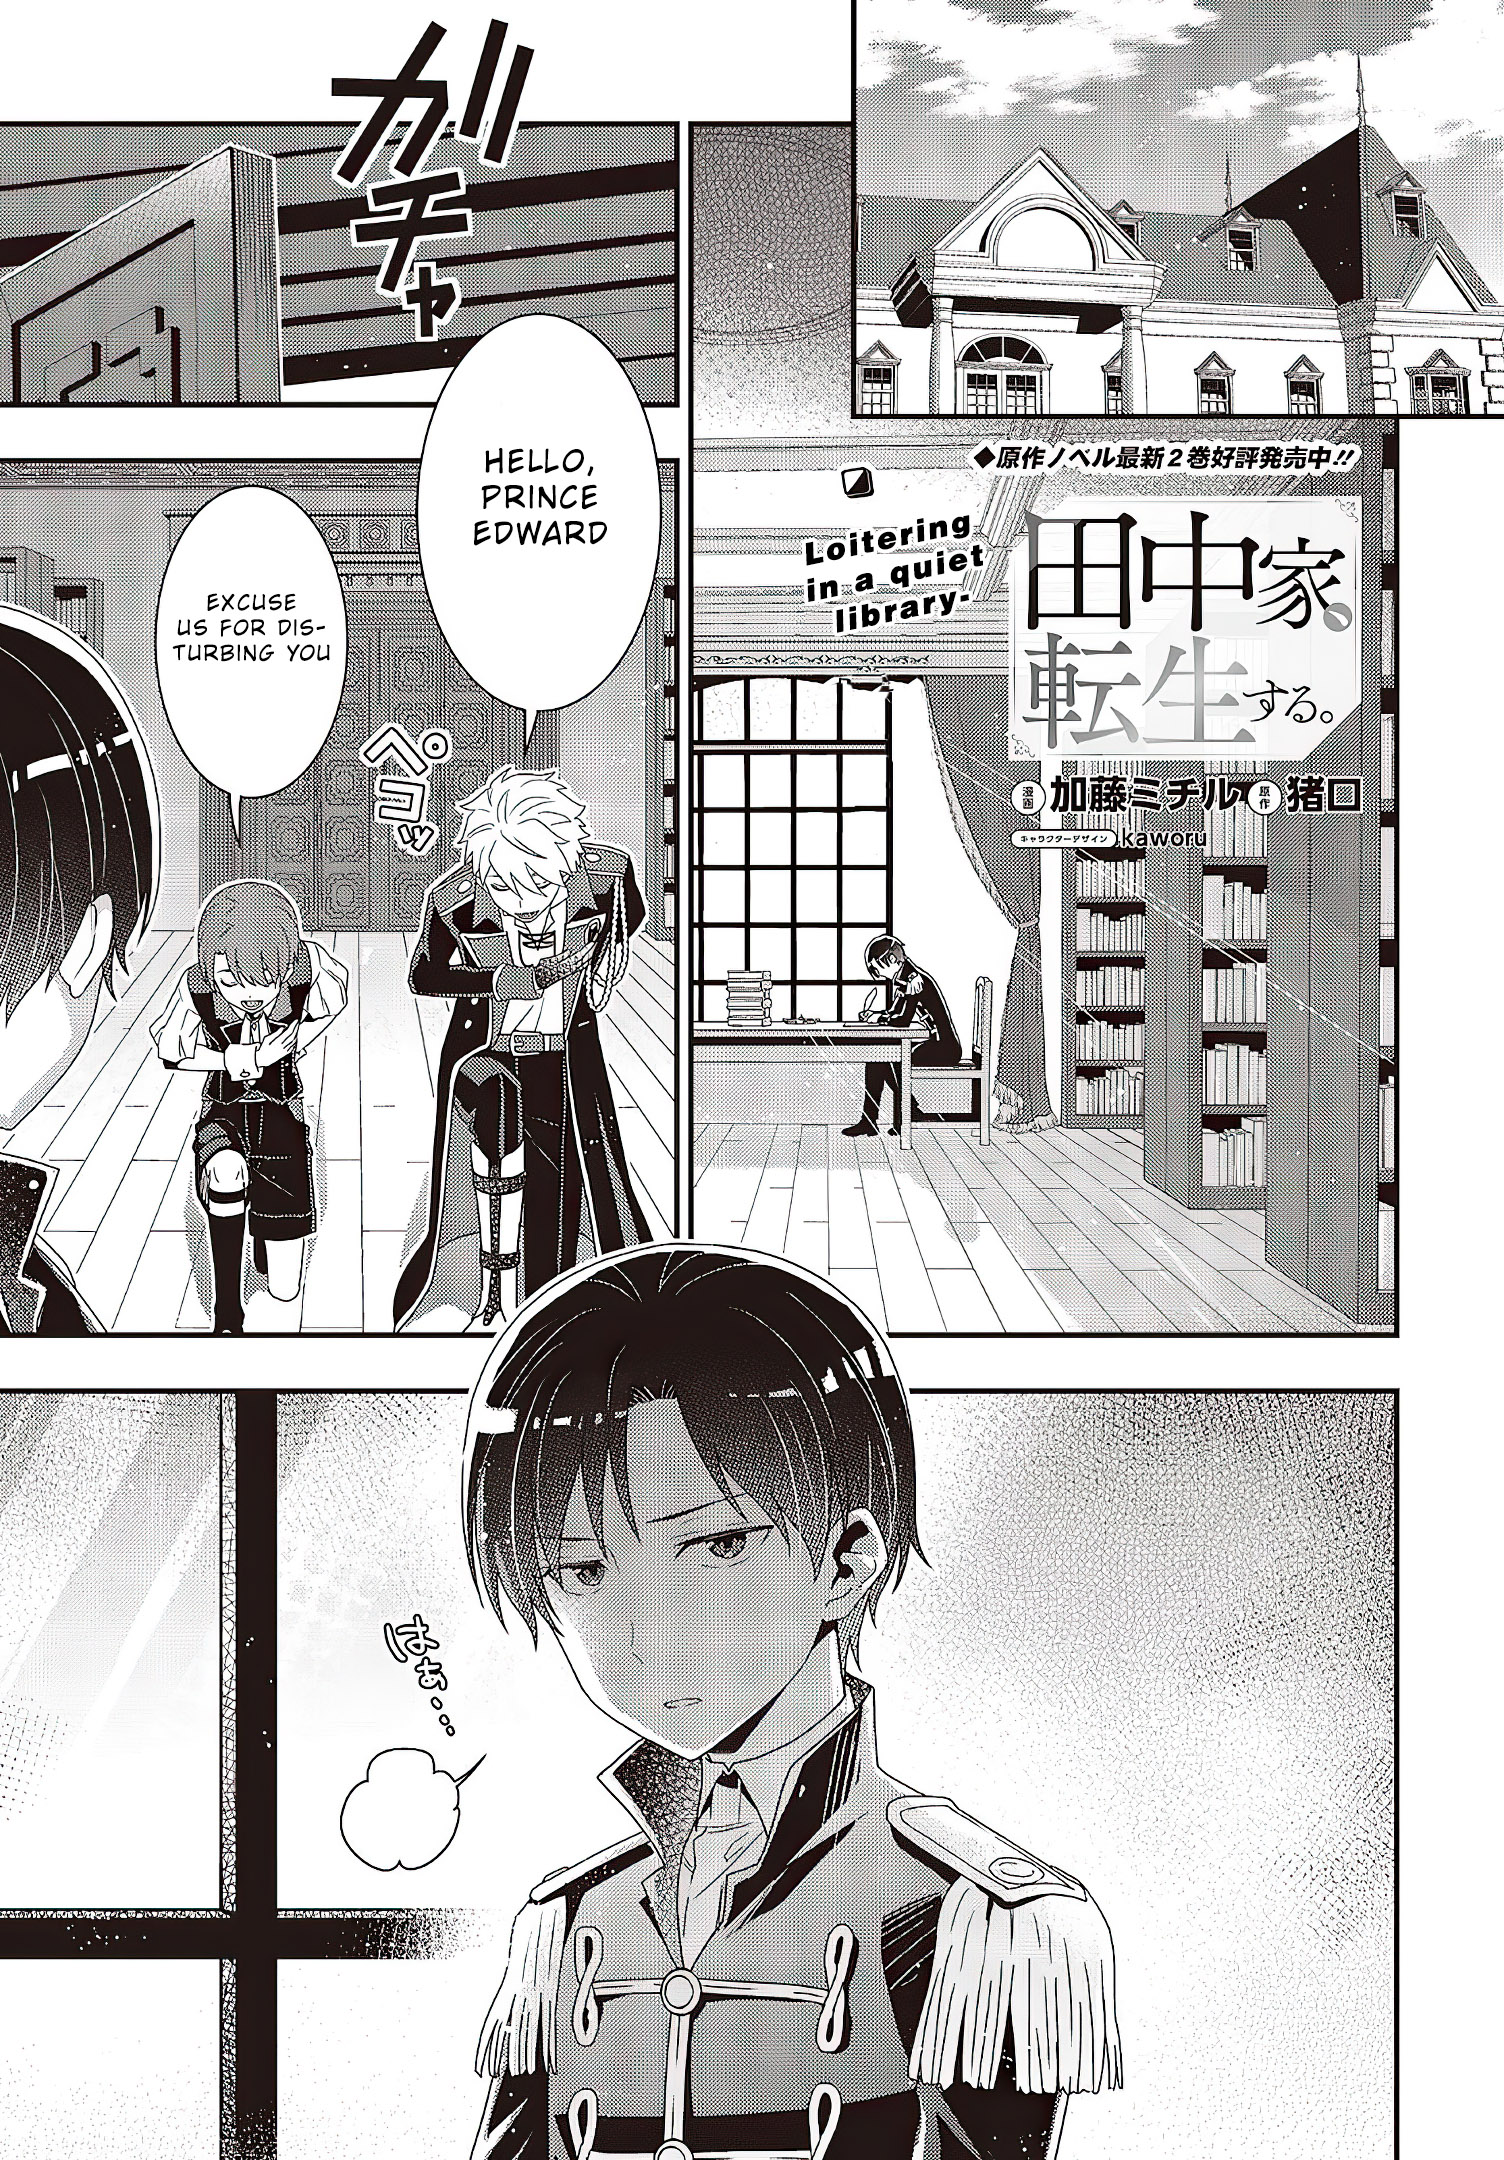 ◆原作ノベル最新2巻好評発売中!!
田中家、
転生する。
漫画 加藤ミチル 原作 猪口
キャラクターデザイン kaworu
Loitering
in a quiet
library-
ガチャ
HELLO,
PRINCE
EDWARD
EXCUSE
US FOR DIS-
TURBING YOU
ペコッ
はぁ…